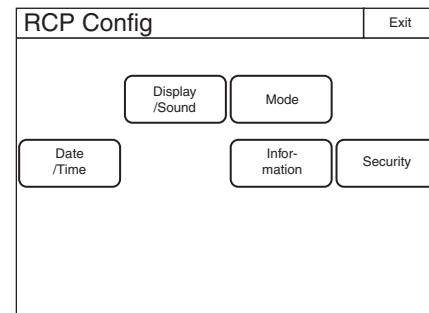 RCP Config
Exit
Display
/Sound
Mode
Date
/Time
Infor-
mation
Security